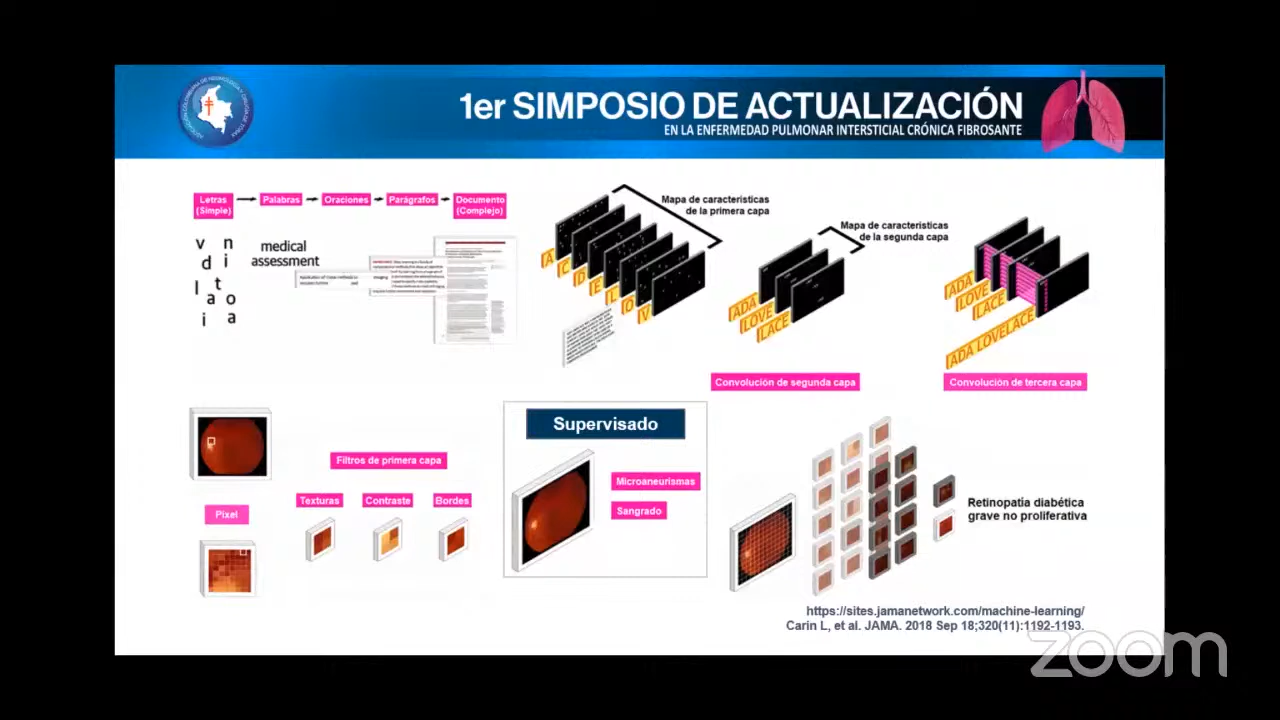 1er SIMPOSIO DE ACTUALIZACIÓN
EN LA ENFERMEDAD PULMONAR INTERSTICIAL CRÓNICA FIBROSANTE
Letras
(Simple)
Palabras
Oraciones
Parágrafos
Documento
(Complejo)
v n
d i
l t
a o
i a
medical
assessment
Mapa de características
de la primera capa
A
C
D
E
L
O
V
Mapa de características
de la segunda capa
ADA
LOVE
LACE
ADA
LOVE
LACE
ADA LOVELACE
Convolución de segunda capa
Convolución de tercera capa
Filtros de primera capa
Pixel
Texturas
Contraste
Bordes
Supervisado
Microaneurismas
Sangrado
Retinopatia diabética
grave no proliferativa
https://sites.jamanetwork.com/machine-learning/
Carin L, et al. JAMA. 2018 Sep 18;320(11):1192-1193.
zoom